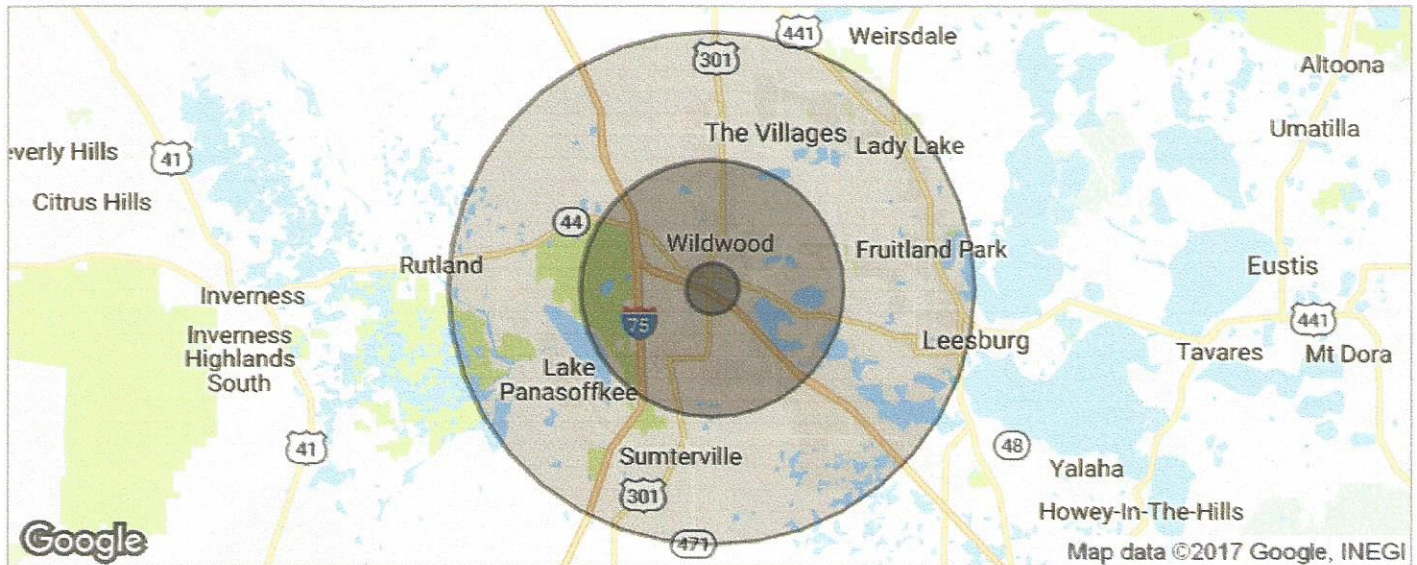 441
Weirsdale
301
Altoona
Umatilla
The Villages
everly Hills
41
Lady Lake
Citrus Hills
44
Wildwood
Fruitland Park
Rutland
Eustis
Inverness
75
441
Inverness
Highlands
South
Leesburg
Tavares
Mt Dora
Lake
Panasoffkee
41
48
Sumterville
Yalaha
301
Howey-In-The-Hills
Google
471
Map data ©2017 Google, INEGI